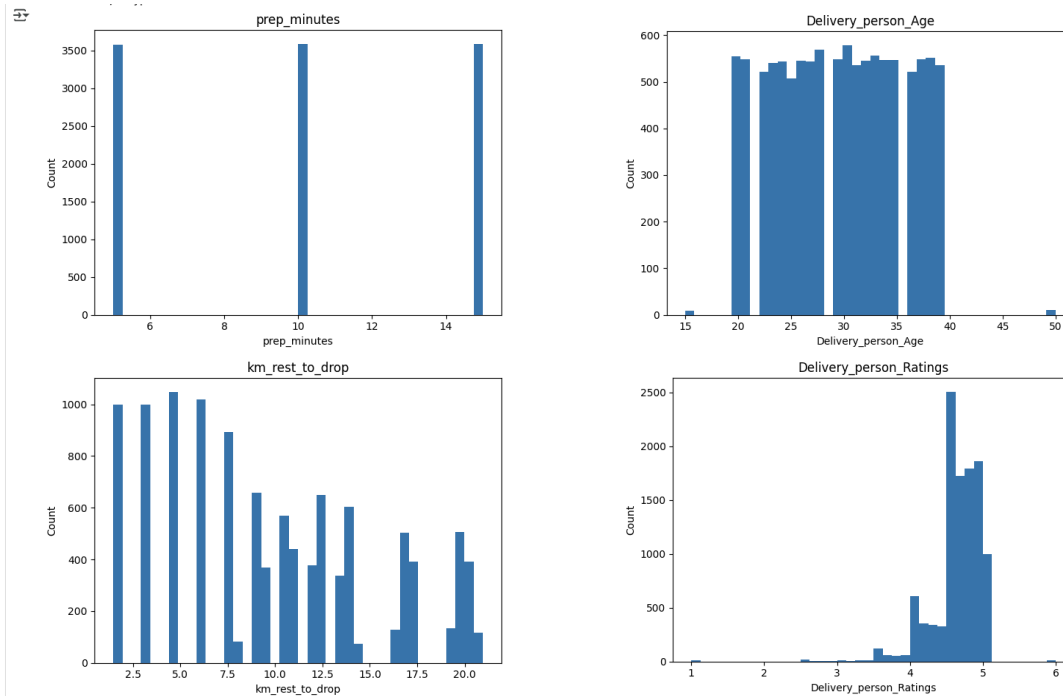 prep_minutes
3500
3000
2500
2000
1500
1000
500
0
Count
6 8 10 12 14
prep_minutes
Delivery_person_Age
600
500
400
300
200
100
0
Count
15 20 25 30 35 40 45 50
Delivery_person_Age
km_rest_to_drop
1000
800
600
400
200
0
Count
2.5 5.0 7.5 10.0 12.5 15.0 17.5 20.0
km_rest_to_drop
Delivery_person_Ratings
2500
2000
1500
1000
500
0
Count
1 2 3 4 5 6
Delivery_person_Ratings